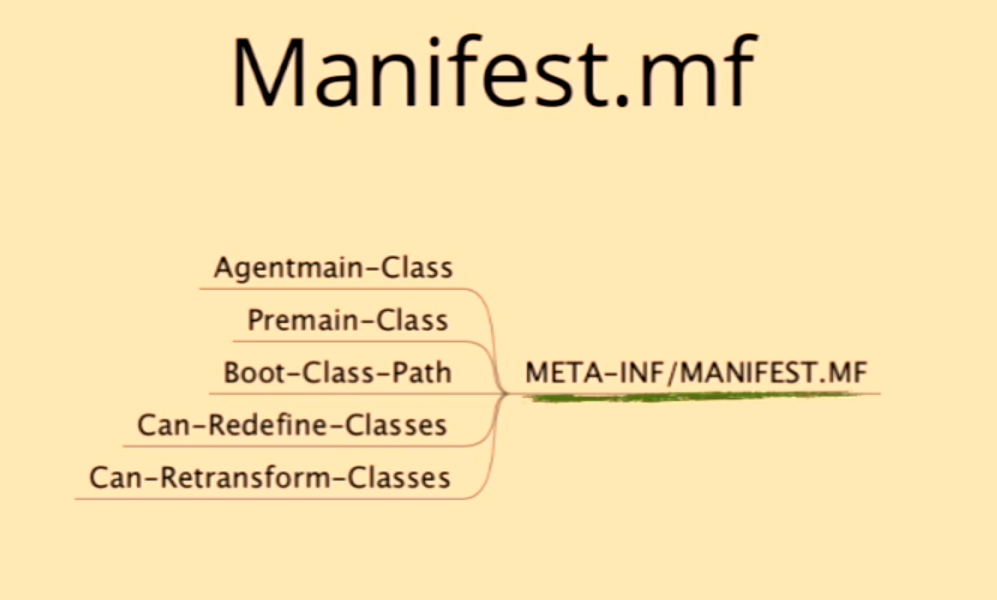 Manifest.mf
Agentmain-Class
Premain-Class
Boot-Class-Path
Can-Redefine-Classes
Can-Retransform-Classes
META-INF/MANIFEST.MF